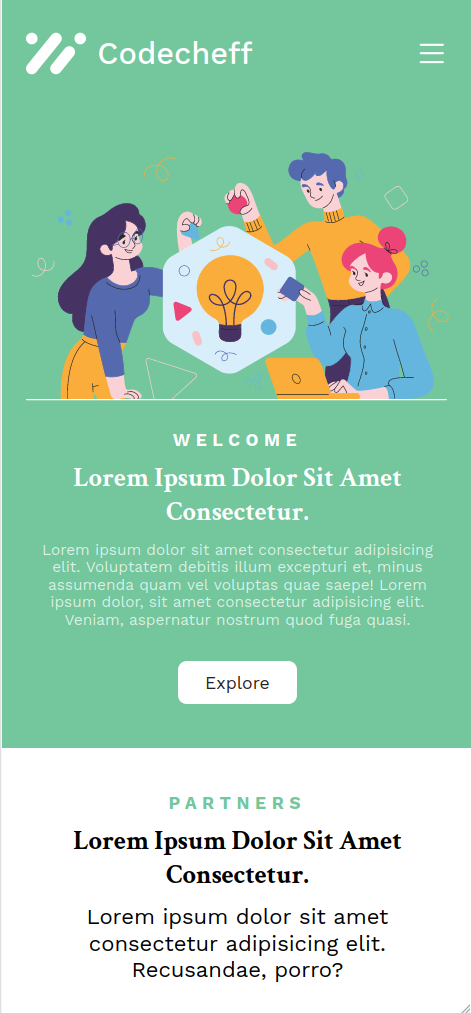 Codecheff
WELCOME
Lorem Ipsum Dolor Sit Amet
Consectetur.
Lorem ipsum dolor sit amet consectetur adipisicing
elit. Voluptatem debitis illum excepturi et, minus
assumenda quam vel voluptas quae saepe! Lorem
ipsum dolor, sit amet consectetur adipisicing elit.
Veniam, aspernatur nostrum quod fuga quasi.
Explore
PARTNERS
Lorem Ipsum Dolor Sit Amet
Consectetur.
Lorem ipsum dolor sit amet
consectetur adipisicing elit.
Recusandae, porro?